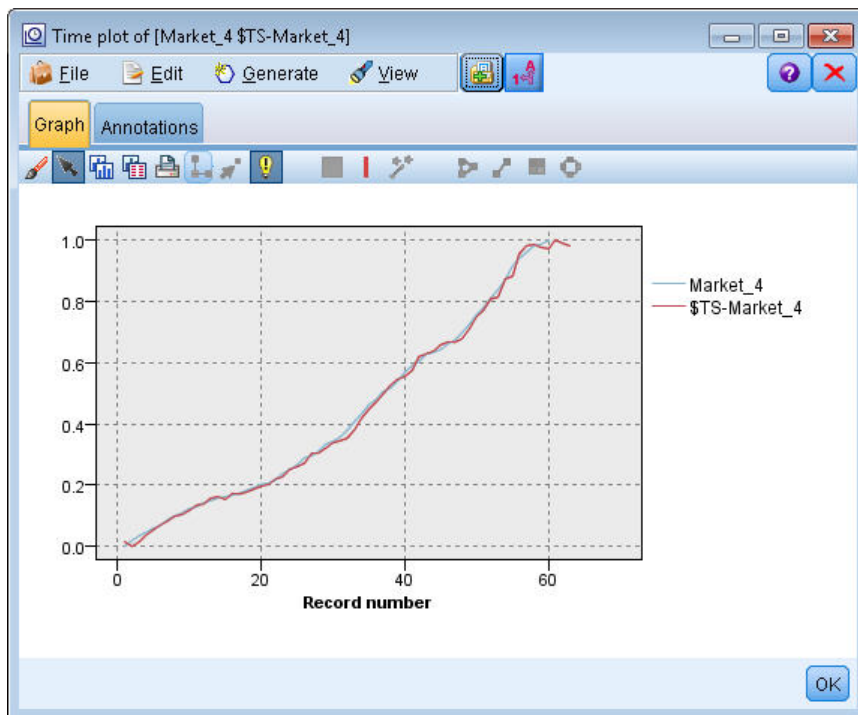 Time plot of [Market_4 $TS-Market_4]
File Edit Generate View
Graph Annotations
1.0
0.8
0.6
0.4
0.2
0.0
Market_4
$TS-Market_4
0 20 40 60
Record number
OK